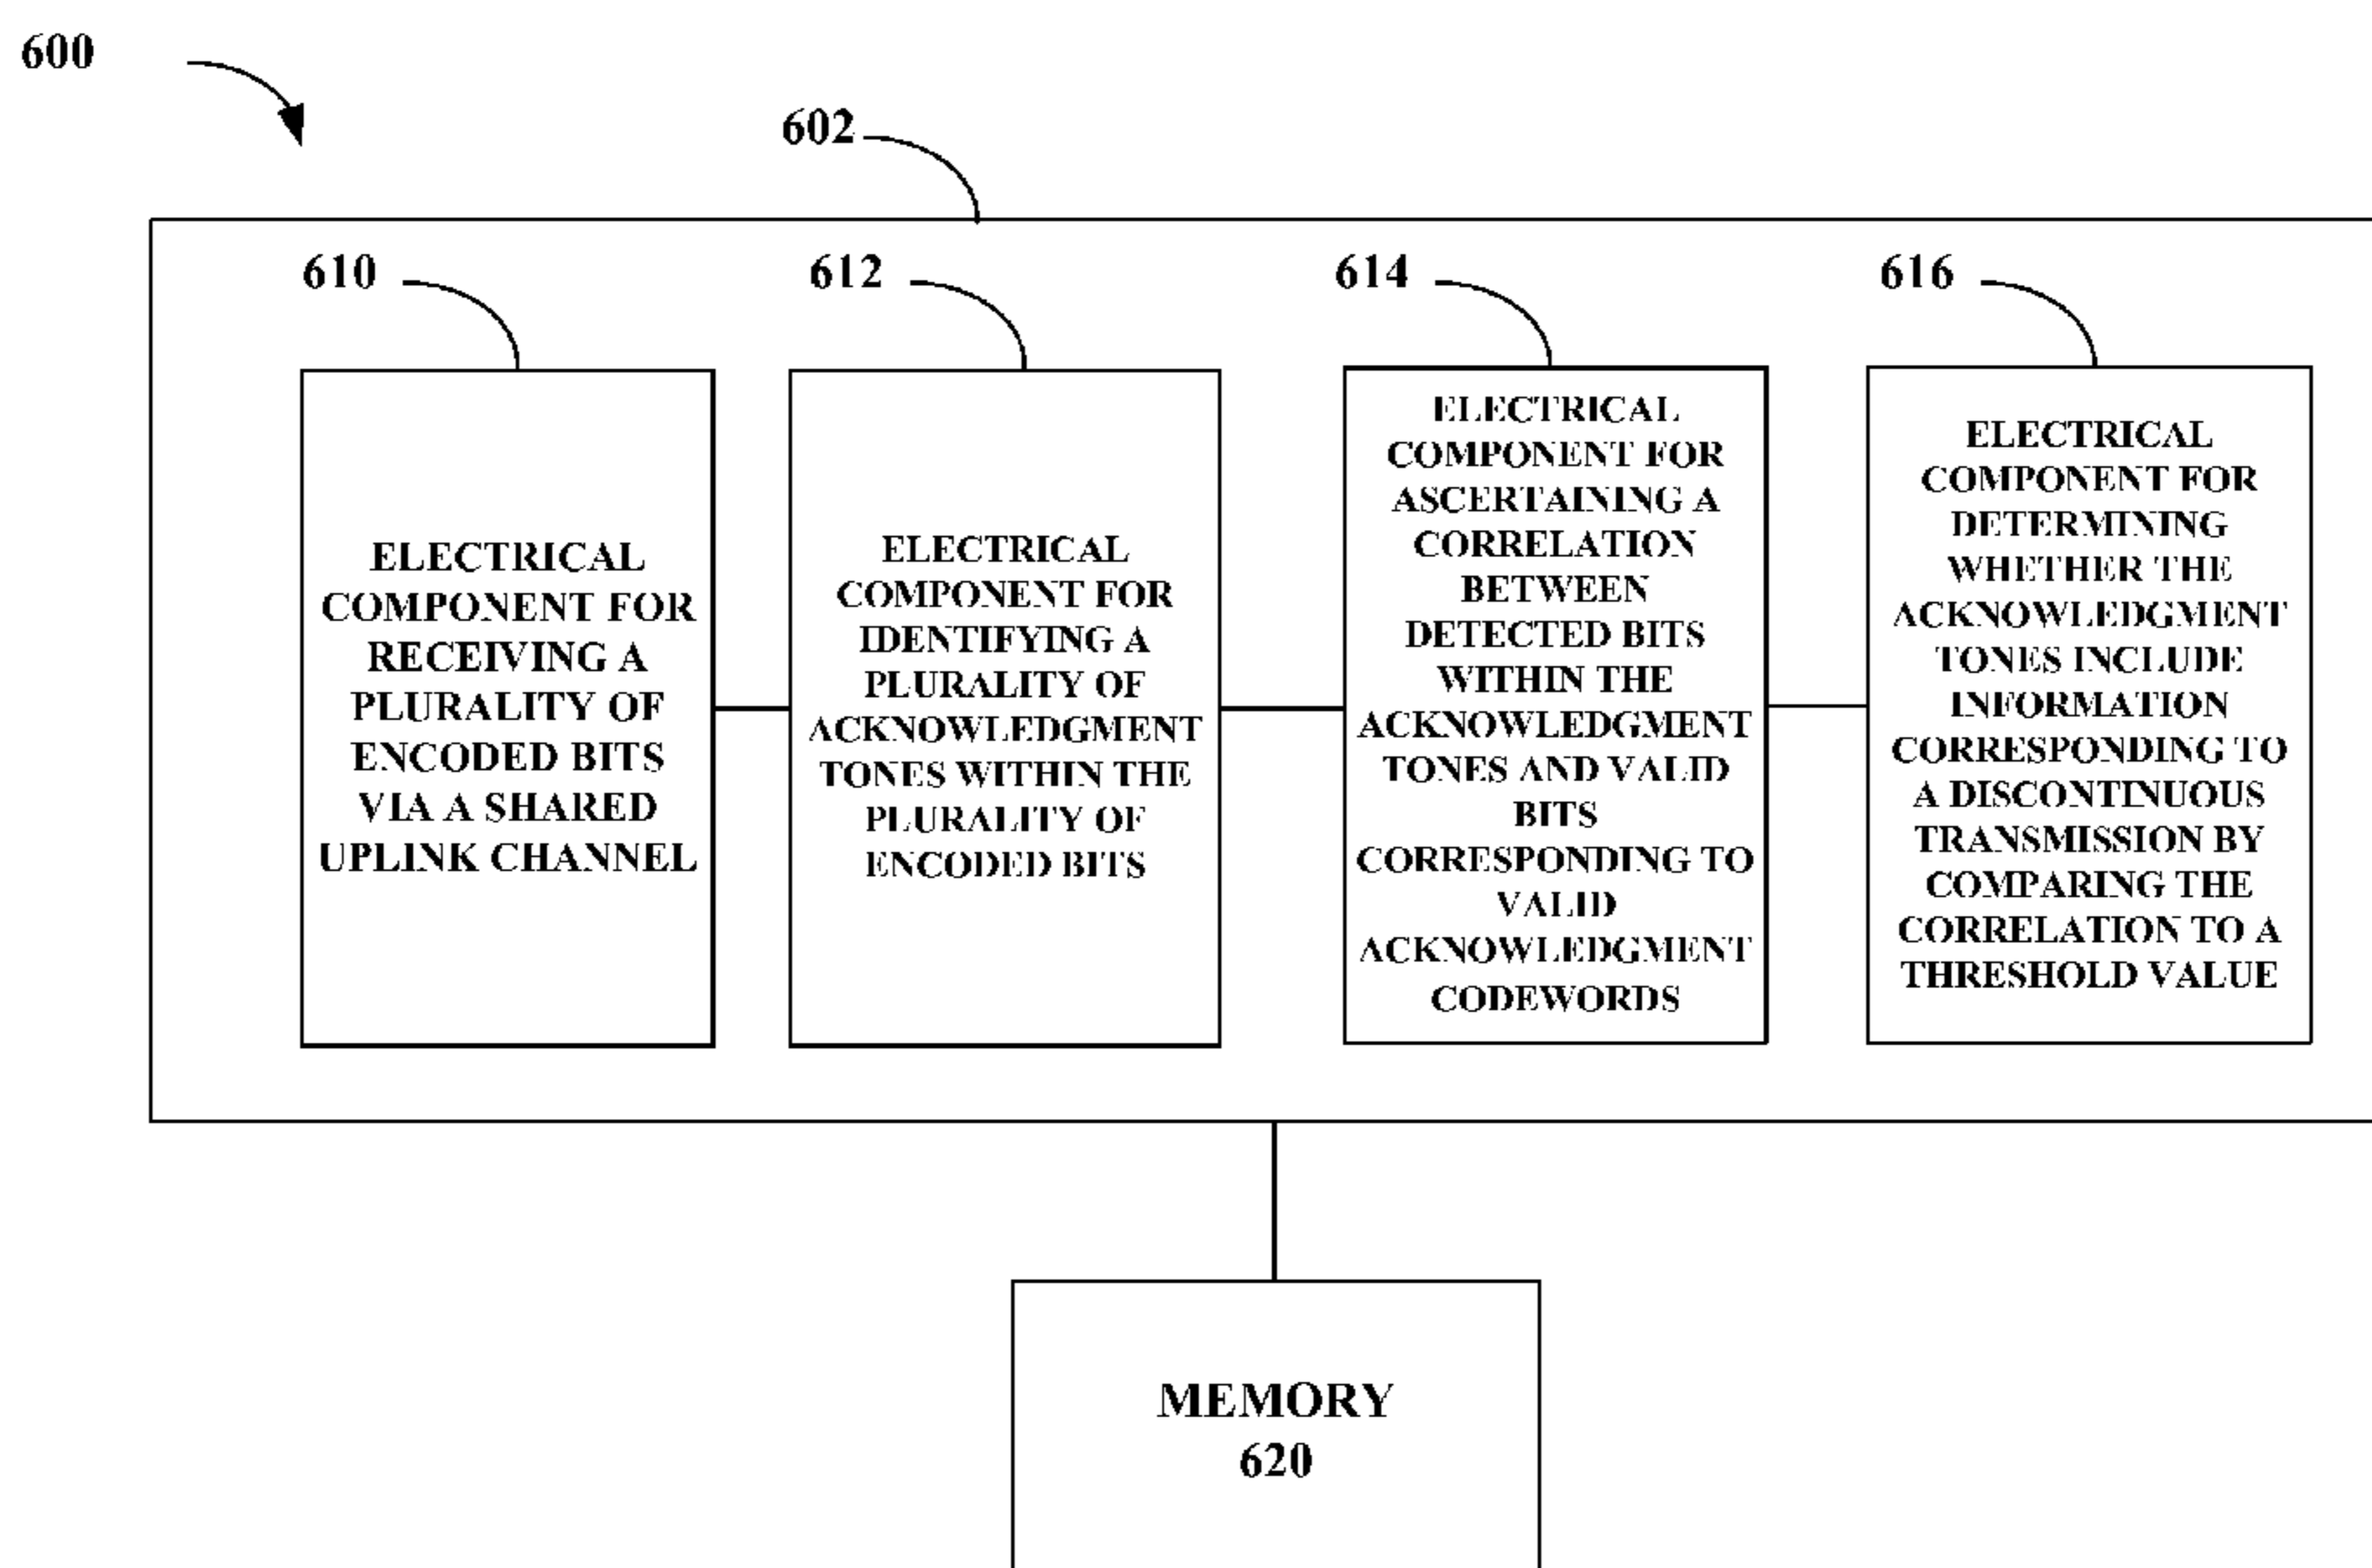 600
602
610
612
614
616
ELECTRICAL
COMPONENT FOR
RECEIVING A
PLURALITY OF
ENCODED BITS
VIA A SHARED
UPLINK CHANNEL
ELECTRICAL
COMPONENT FOR
IDENTIFYING A
PLURALITY OF
ACKNOWLEDGMENT
TONES WITHIN THE
PLURALITY OF
ENCODED BITS
ELECTRICAL
COMPONENT FOR
ASCERTAINING A
CORRELATION
BETWEEN
DETECTED BITS
WITHIN THE
ACKNOWLEDGMENT
TONES AND VALID
BITS
CORRESPONDING TO
VALID
ACKNOWLEDGMENT
CODEWORDS
ELECTRICAL
COMPONENT FOR
DETERMINING
WHETHER THE
ACKNOWLEDGMENT
TONES INCLUDE
INFORMATION
CORRESPONDING TO
A DISCONTINUOUS
TRANSMISSION BY
COMPARING THE
CORRELATION TO A
THRESHOLD VALUE
MEMORY
620